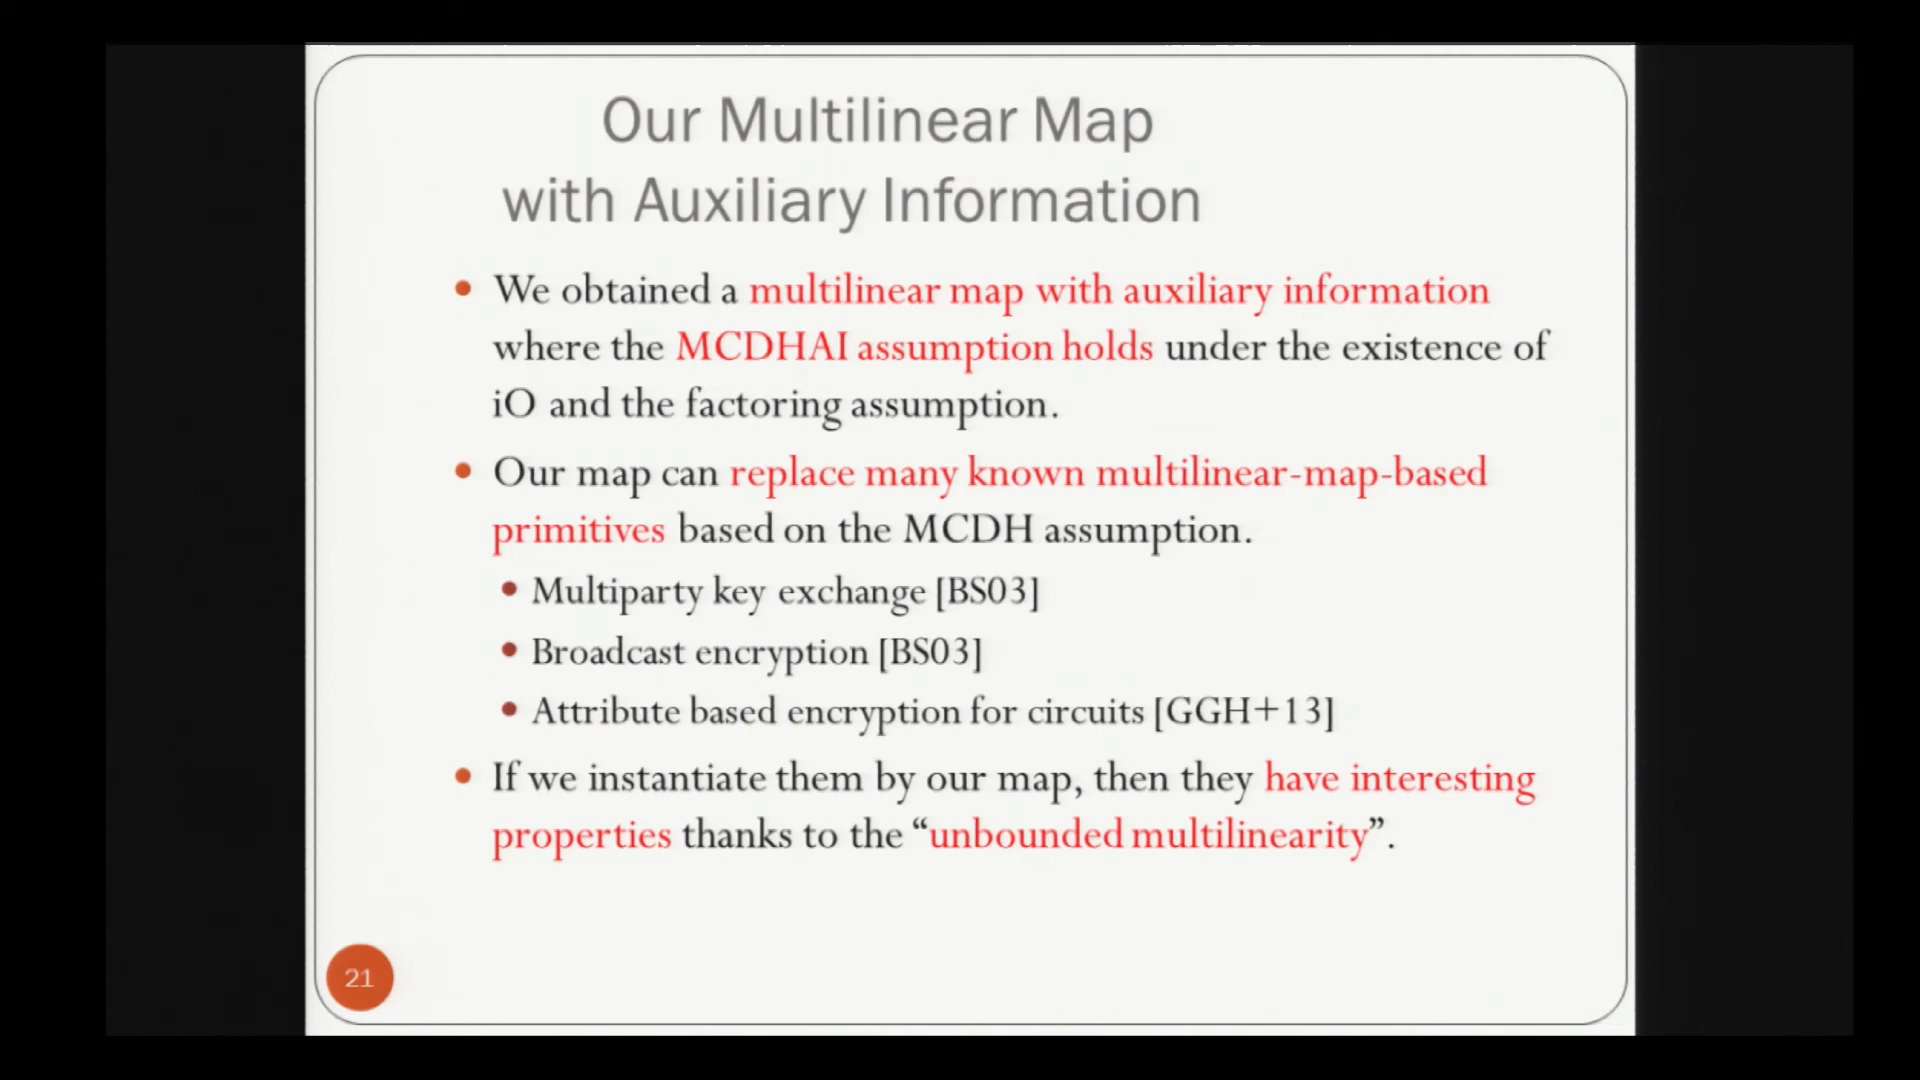 Our Multilinear Map
with Auxiliary Information
• We obtained a multilinear map with auxiliary information
where the MCDHAI assumption holds under the existence of
iO and the factoring assumption.
• Our map can replace many known multilinear-map-based
primitives based on the MCDH assumption.
• Multiparty key exchange [BS03]
• Broadcast encryption [BS03]
• Attribute based encryption for circuits [GGH+13]
• If we instantiate them by our map, then they have interesting
properties thanks to the “unbounded multilinearity”.
21